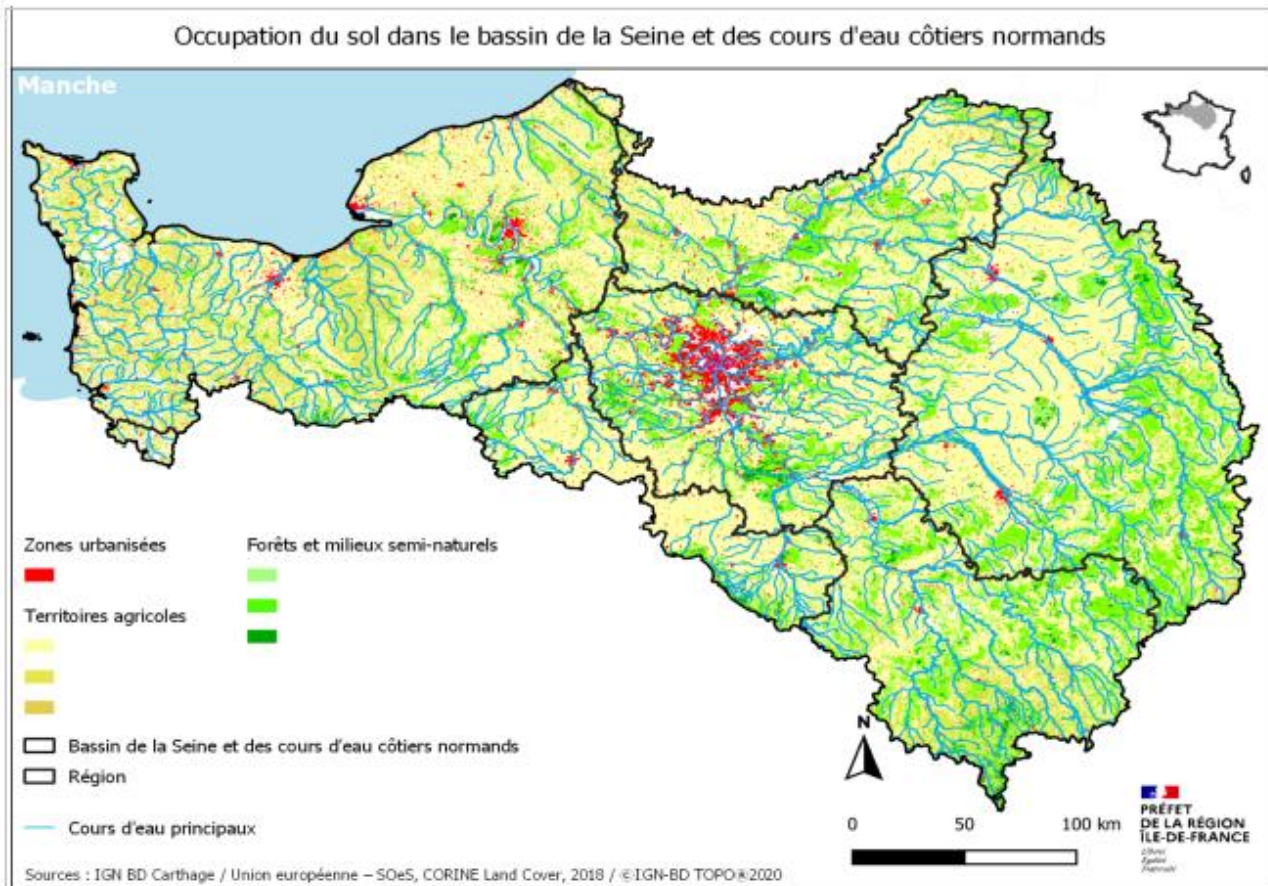 Occupation du sol dans le bassin de la Seine et des cours d'eau côtiers normands
Manche
Zones urbanisées
Forêts et milieux semi-naturels
Territoires agricoles
Bassin de la Seine et des cours d'eau côtiers normands
Région
Cours d'eau principaux
N
0 50 100 km
PRÉFET
DE LA RÉGION
ÎLE-DE-FRANCE
Liberté
Égalité
Fraternité
Sources : IGN BD Carthage / Union européenne – SOeS, CORINE Land Cover, 2018 / ©IGN-BD TOPO®2020